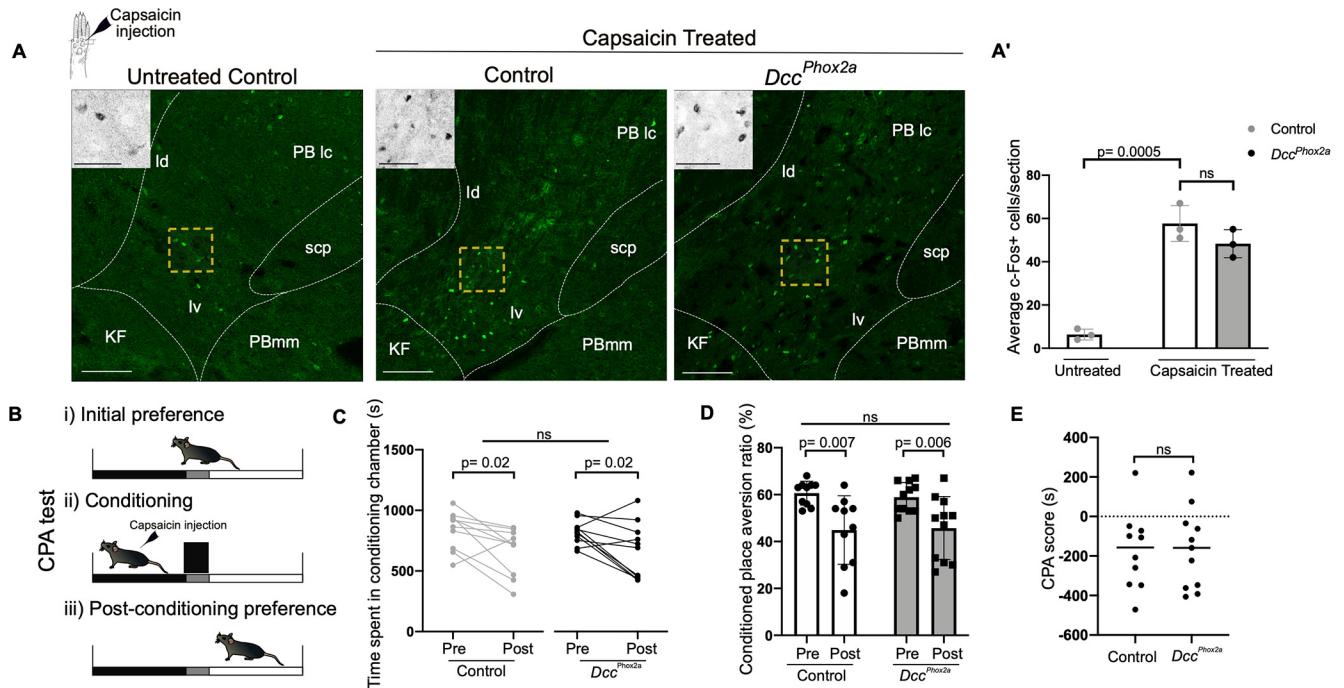 Capsaicin
injection
A
Capsaicin Treated
Untreated Control
Control
Dcc^Phox2a
PB lc
ld
scp
lv
KF
PBmm
PB lc
ld
scp
lv
KF
PBmm
PB lc
ld
scp
lv
KF
PBmm
A'
Control
Dcc^Phox2a
p= 0.0005
ns
Average c-Fos+ cells/section
80
60
40
20
0
Untreated
Capsaicin Treated
B
CPA test
i) Initial preference
ii) Conditioning
Capsaicin injection
iii) Post-conditioning preference
C
Time spent in conditioning chamber (s)
1500
1000
500
0
ns
p= 0.02
p= 0.02
Pre
Post
Pre
Post
Control
Dcc^Phox2a
D
Conditioned place aversion ratio (%)
80
60
40
20
0
ns
p= 0.007
p= 0.006
Pre
Post
Pre
Post
Control
Dcc^Phox2a
E
CPA score (s)
400
200
0
-200
-400
-600
ns
Control
Dcc^Phox2a